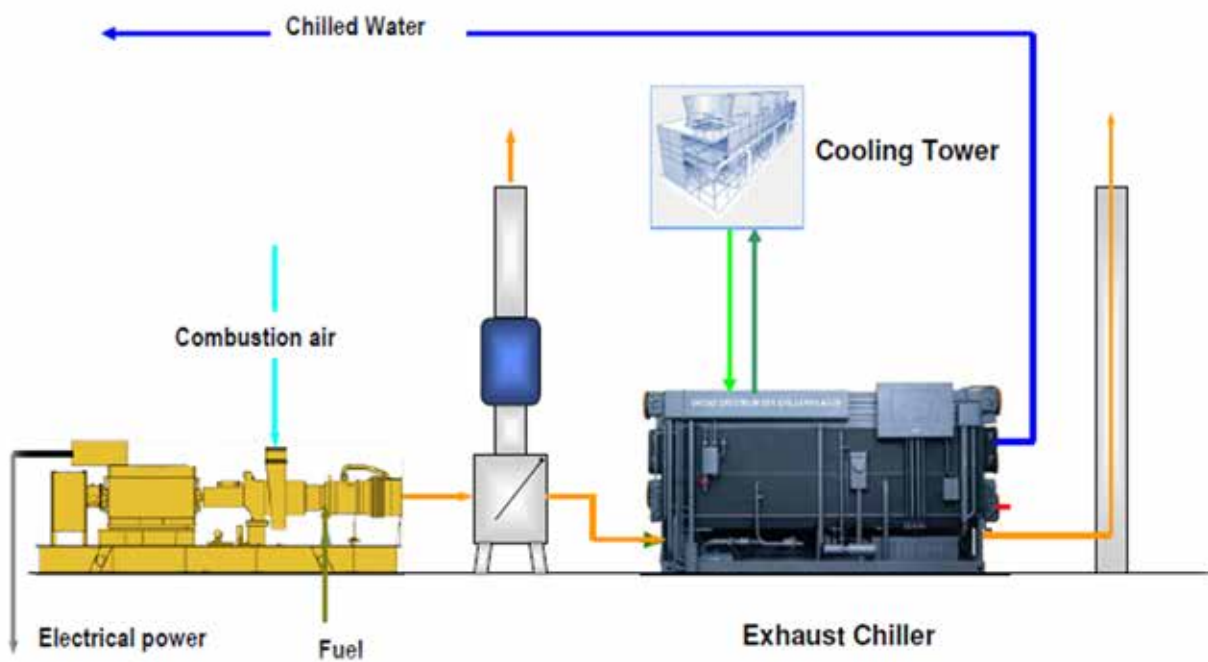 Chilled Water
Cooling Tower
Combustion air
Electrical power
Fuel
Exhaust Chiller